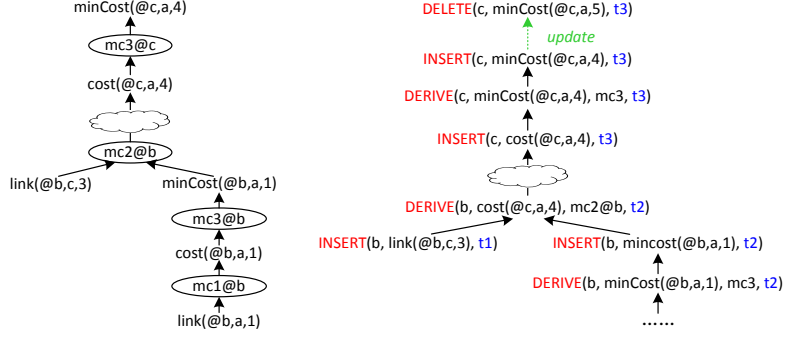 minCost(@c,a,4)
mc3@c
cost(@c,a,4)
mc2@b
link(@b,c,3)
minCost(@b,a,1)
mc3@b
cost(@b,a,1)
mc1@b
link(@b,a,1)
DELETE(c, minCost(@c,a,5), t3)
update
INSERT(c, minCost(@c,a,4), t3)
DERIVE(c, minCost(@c,a,4), mc3, t3)
INSERT(c, cost(@c,a,4), t3)
DERIVE(b, cost(@c,a,4), mc2@b, t2)
INSERT(b, link(@b,c,3), t1)
INSERT(b, mincost(@b,a,1), t2)
DERIVE(b, minCost(@b,a,1), mc3, t2)
……